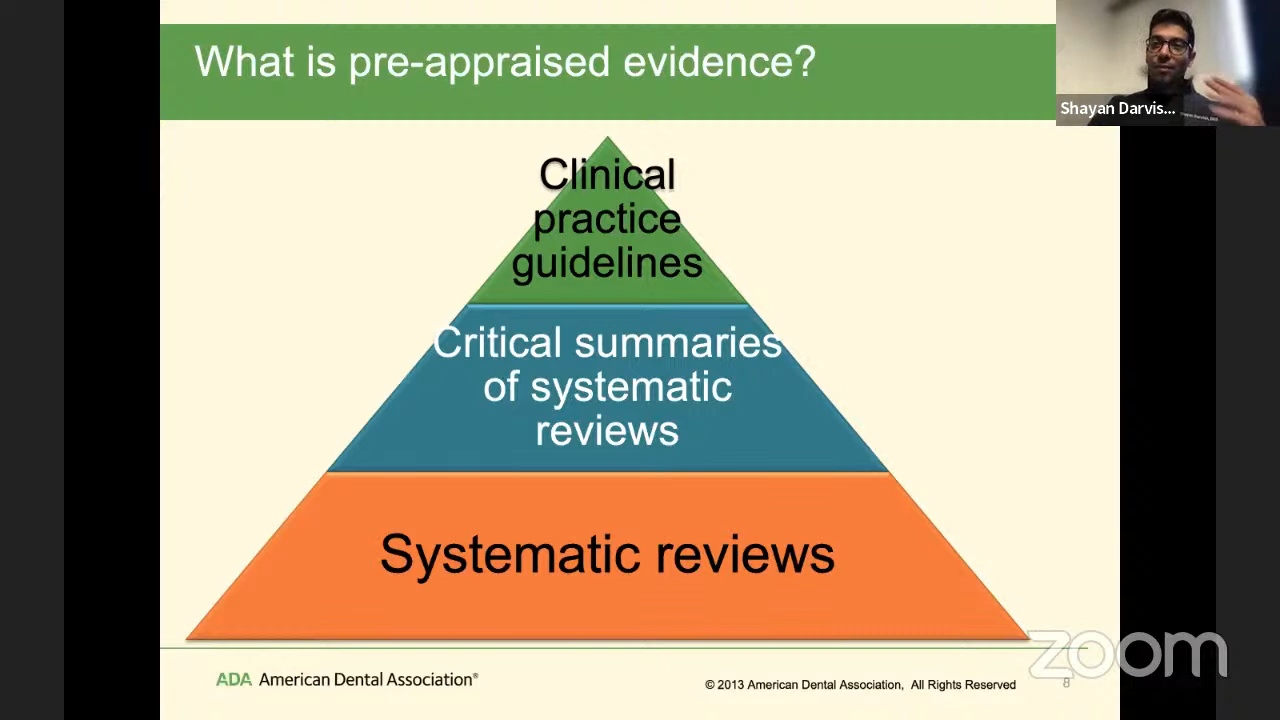 What is pre-appraised evidence?
Shayan Darvis...
Clinical
practice
guidelines
Critical summaries
of systematic
reviews
Systematic reviews
ADA American Dental Association®
© 2013 American Dental Association, All Rights Reserved
8
zoom